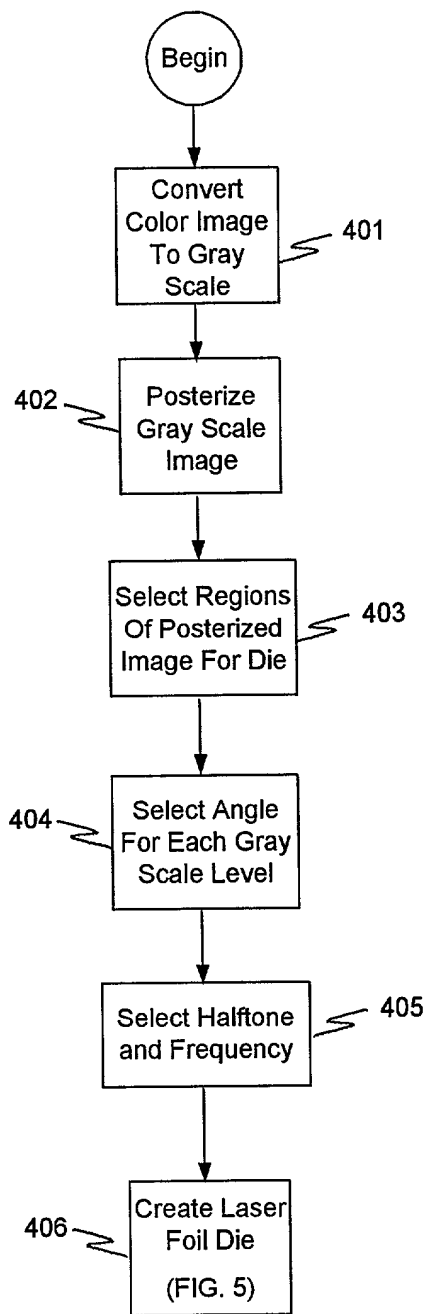 Begin
Convert
Color Image
To Gray
Scale
401
402
Posterize
Gray Scale
Image
Select Regions
Of Posterized
Image For Die
403
404
Select Angle
For Each Gray
Scale Level
Select Halftone
and Frequency
405
406
Create Laser
Foil Die
(FIG. 5)